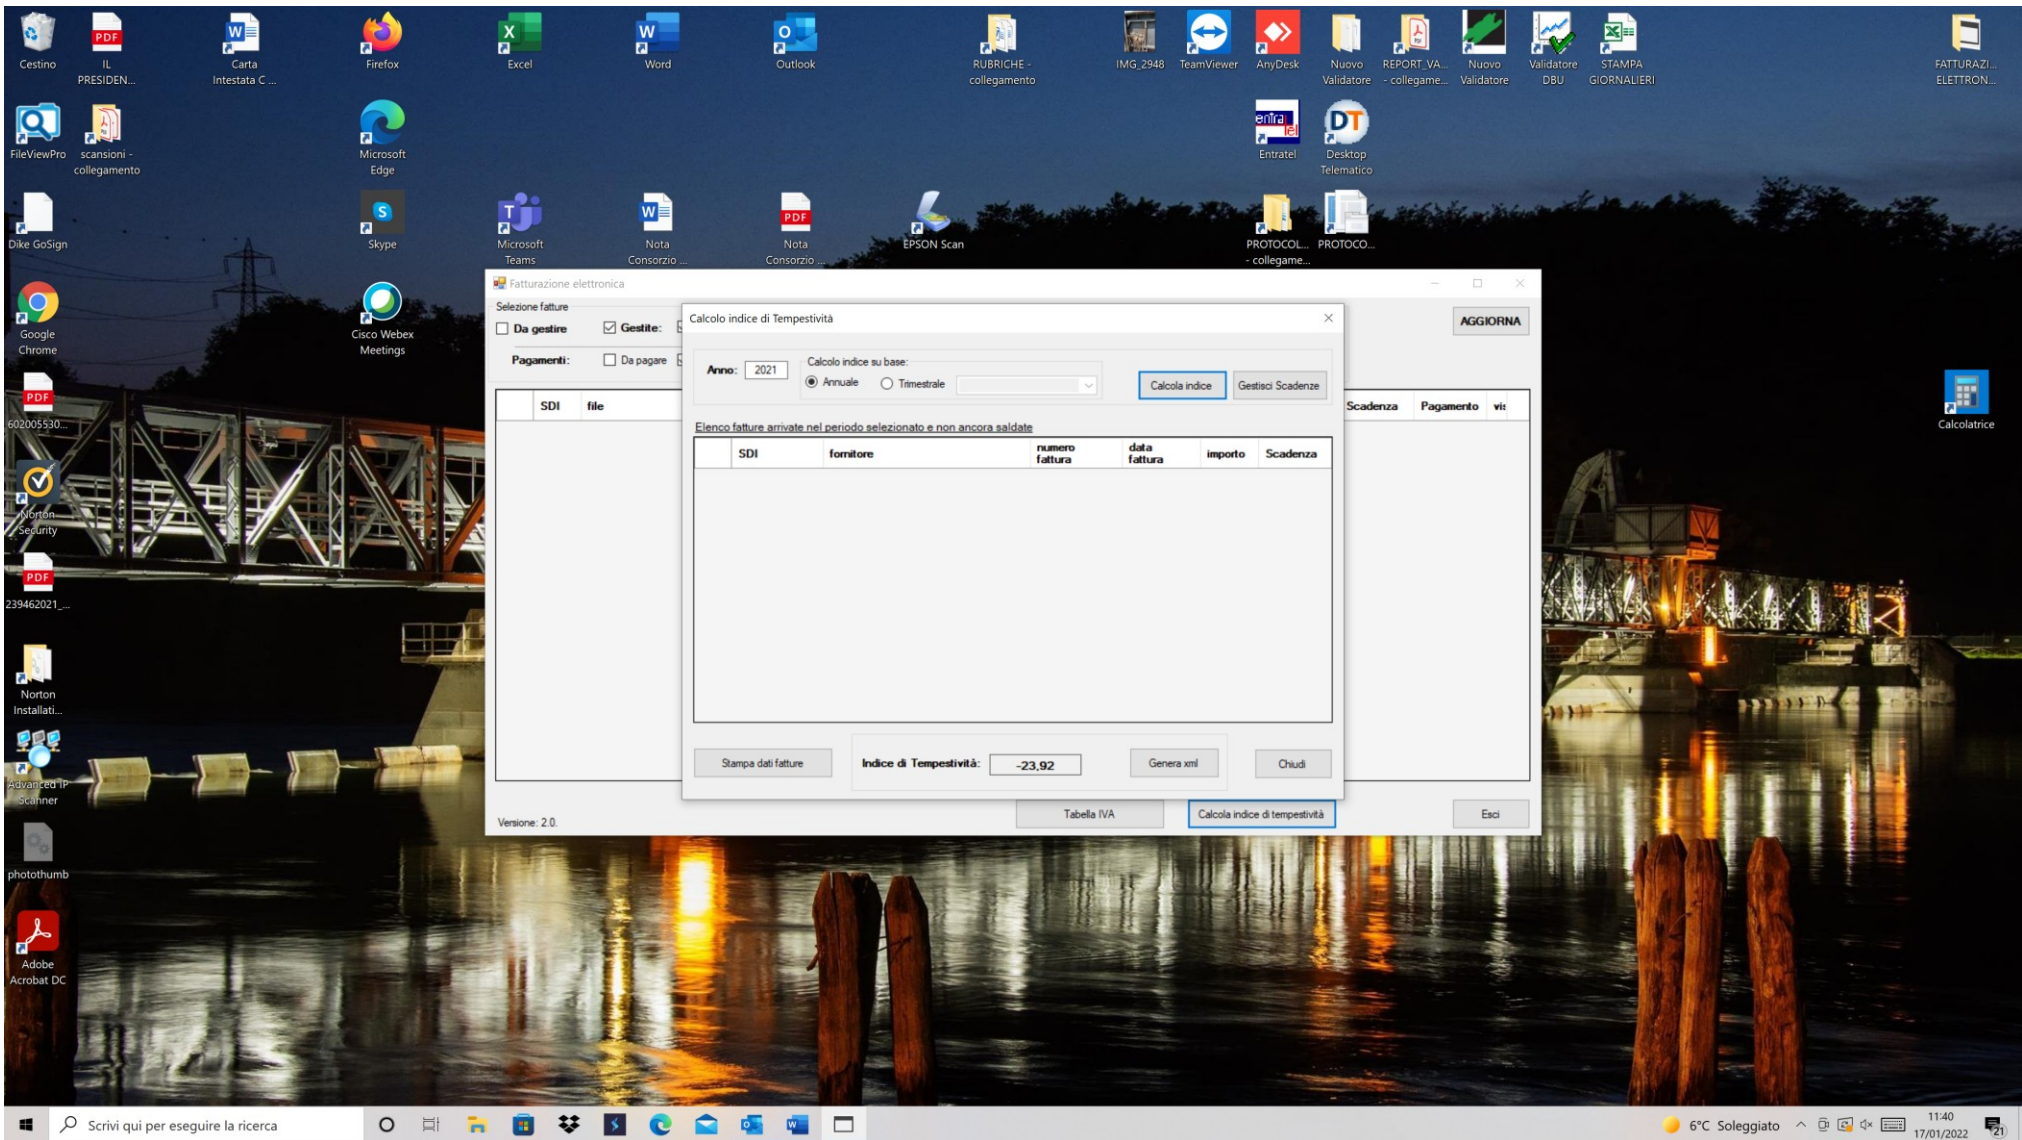 Cestino
IL
PRESIDEN...
Carta
Intestata C ...
Firefox
Excel
Word
Outlook
RUBRICHE -
collegamento
IMG_2948
TeamViewer
AnyDesk
Nuovo
Validatore
REPORT_VA...
- collegame...
Nuovo
Validatore
Validatore
DBU
STAMPA
GIORNALIERI
FATTURAZI...
ELETTRON...
FileViewPro
scansioni -
collegamento
Microsoft
Edge
Entratel
Desktop
Telematico
Dike GoSign
Skype
Microsoft
Teams
Nota
Consorzio ...
Nota
Consorzio ...
EPSON Scan
PROTOCOL...
- collegame...
PROTOCO...
Google
Chrome
Cisco Webex
Meetings
602005530...
Norton
Security
239462021_...
Norton
Installati...
Advanced IP
Scanner
photothumb
Adobe
Acrobat DC
Calcolatrice
Fatturazione elettronica
Selezione fatture
Da gestire
Gestite:
Pagamenti:
Da pagare
AGGIORNA
SDI file
Scadenza Pagamento
Calcolo indice di Tempestività
Anno: 2021
Calcolo indice su base:
Annuale Trimestrale
Calcola indice
Gestisci Scadenze
Elenco fatture arrivate nel periodo selezionato e non ancora saldate
SDI fornitore numero fattura data fattura importo Scadenza
Stampa dati fatture
Indice di Tempestività: -23,92
Genera xml
Chiudi
Versione: 2.0.
Tabella IVA
Calcola indice di tempestività
Esci
Scrivi qui per eseguire la ricerca
6°C Soleggiato
11:40
17/01/2022
21